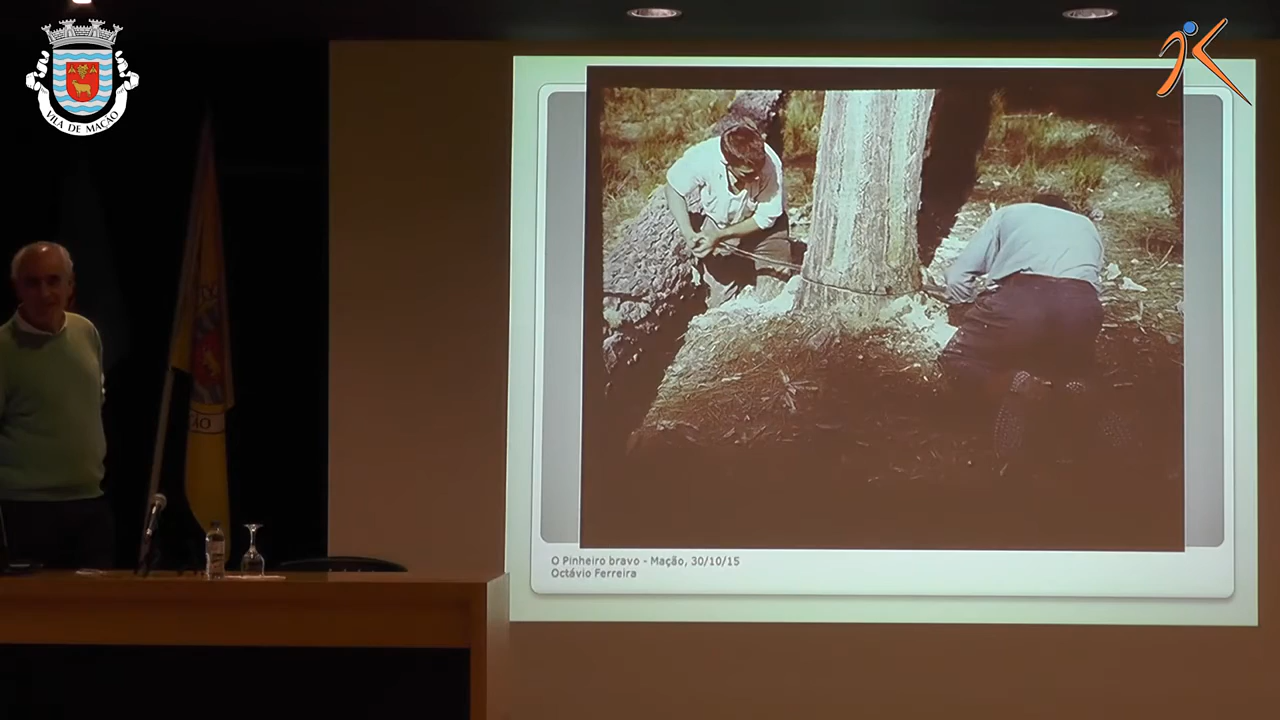 VILA DE MAÇÃO
O Pinheiro bravo - Mação, 30/10/15
Octávio Ferreira